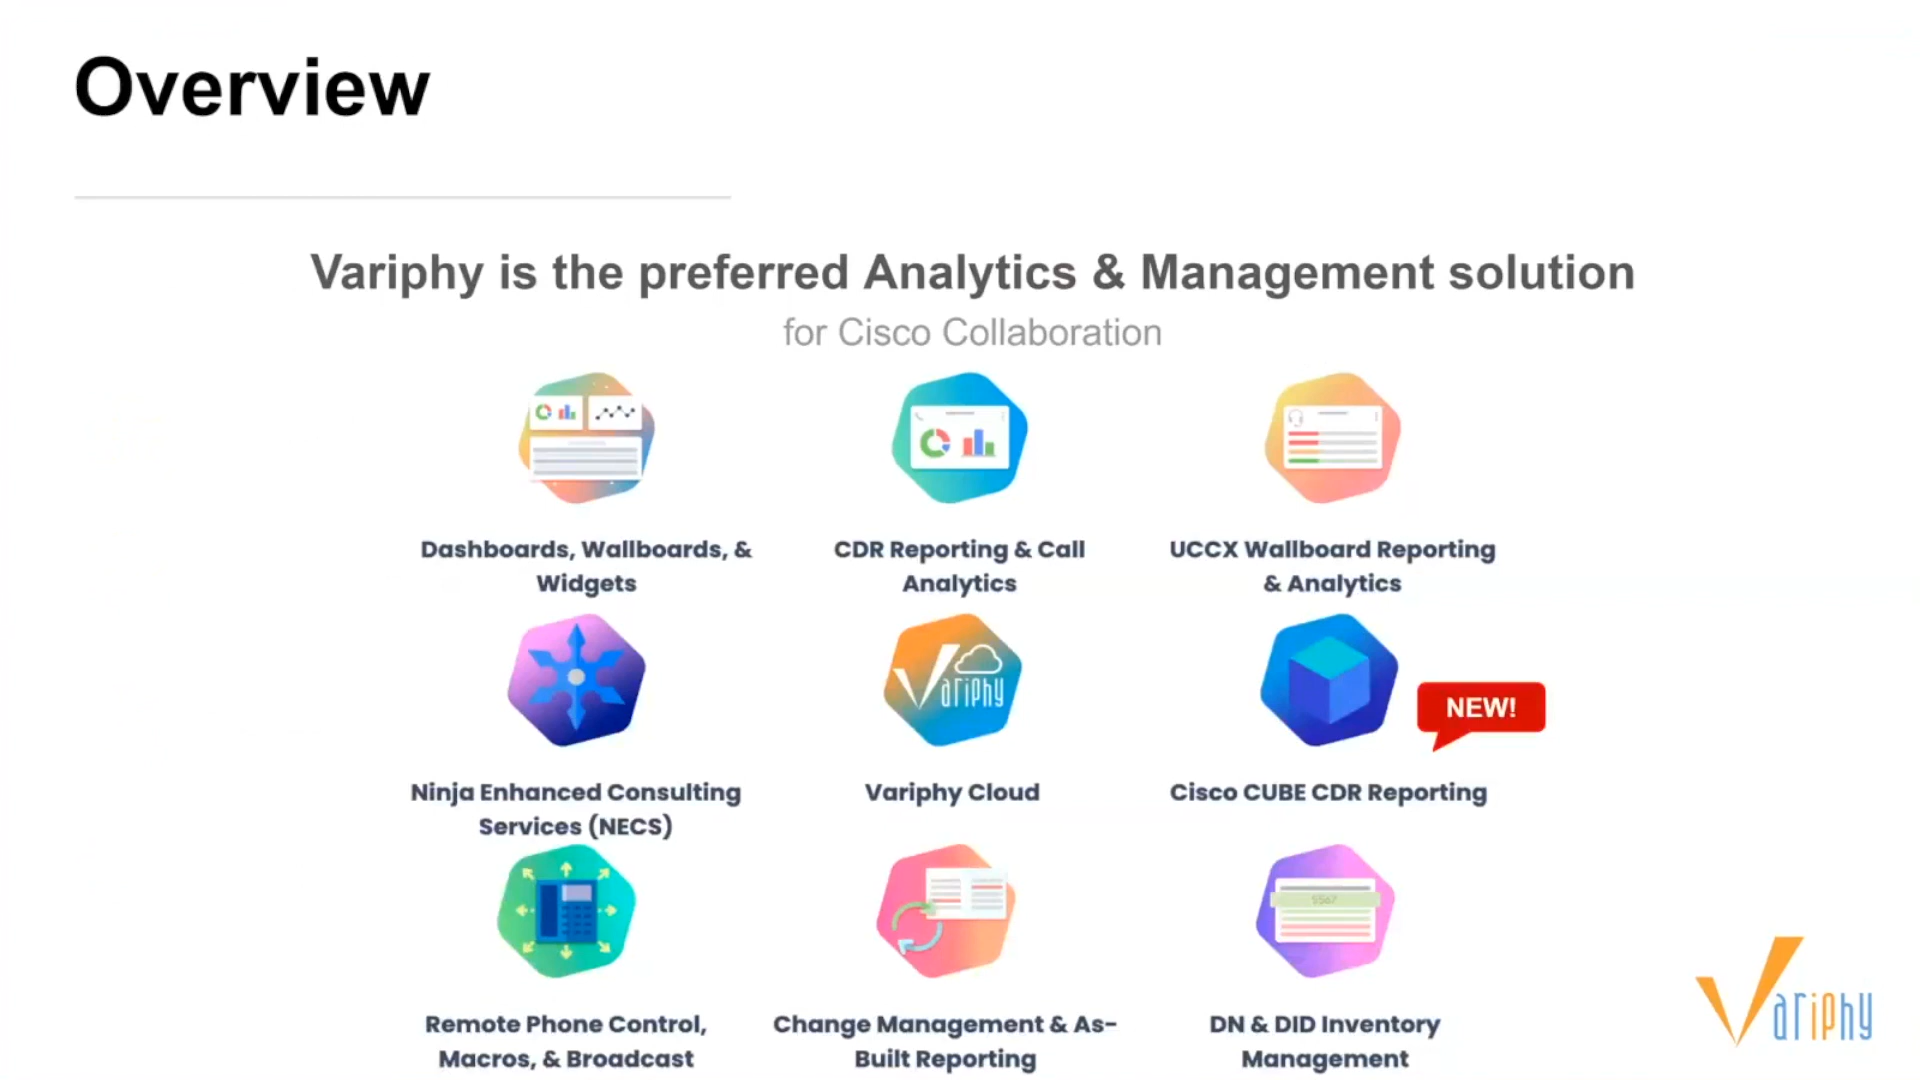 Overview
Variphy is the preferred Analytics & Management solution
for Cisco Collaboration
Dashboards, Wallboards, &
Widgets
CDR Reporting & Call
Analytics
UCCX Wallboard Reporting
& Analytics
Variphy
NEW!
Ninja Enhanced Consulting
Services (NECS)
Variphy Cloud
Cisco CUBE CDR Reporting
5567
Remote Phone Control,
Macros, & Broadcast
Change Management & As-
Built Reporting
DN & DID Inventory
Management
Variphy